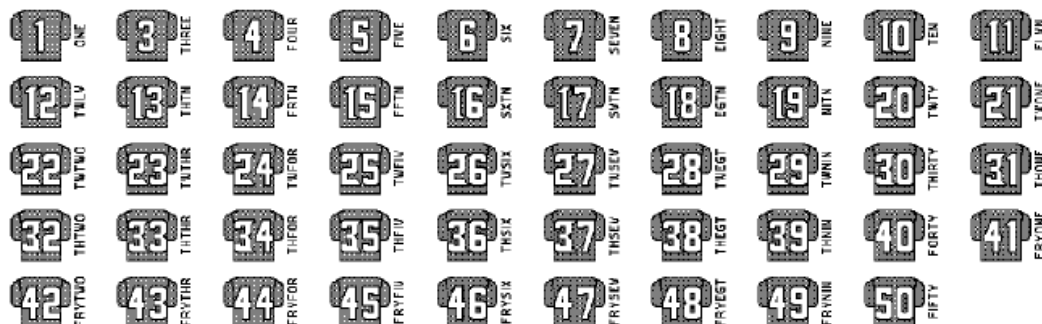 1 ONE 3 THREE 4 FOUR 5 FIVE 6 SIX 7 SEVEN 8 EIGHT 9 NINE 10 TEN 11 ELVN
12 TWLV 13 THTN 14 FRTN 15 FFTN 16 SXTN 17 SVTN 18 EGTN 19 NITN 20 TWTY 21 TWONE
22 TWTWO 23 TWTHR 24 TWFOR 25 TWFIV 26 TWSIX 27 TWSEV 28 TWEGT 29 TWNIN 30 THIRTY 31 THONE
32 THTWO 33 THTHR 34 THFOR 35 THFIV 36 THSIX 37 THSEV 38 THEGT 39 THNIN 40 FORTY 41 FRYONE
42 FRYTWO 43 FRYTHR 44 FRYFOR 45 FRYFIV 46 FRYSIX 47 FRYSEV 48 FRYEGT 49 FRYNIN 50 FIFTY